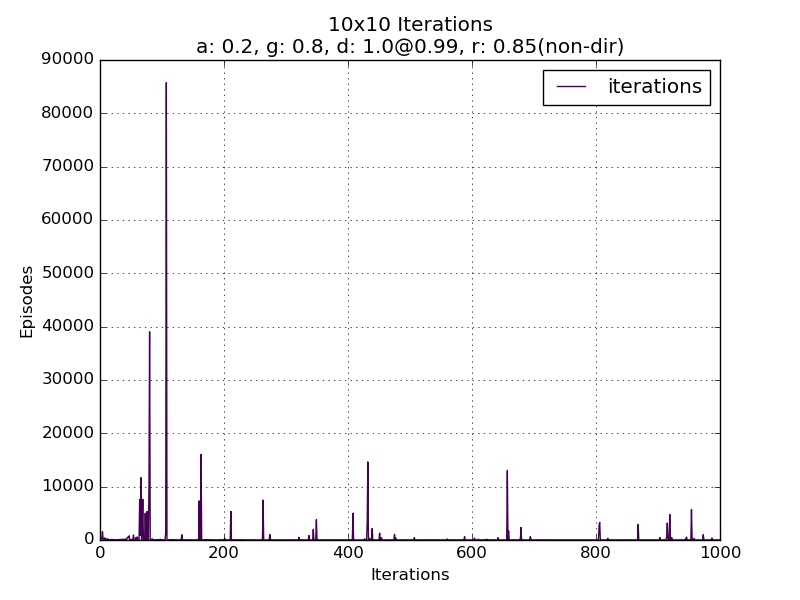 10x10 Iterations
a: 0.2, g: 0.8, d: 1.0@0.99, r: 0.85(non-dir)
iterations
90000
80000
70000
60000
50000
40000
30000
20000
10000
0
Episodes
0 200 400 600 800 1000
Iterations